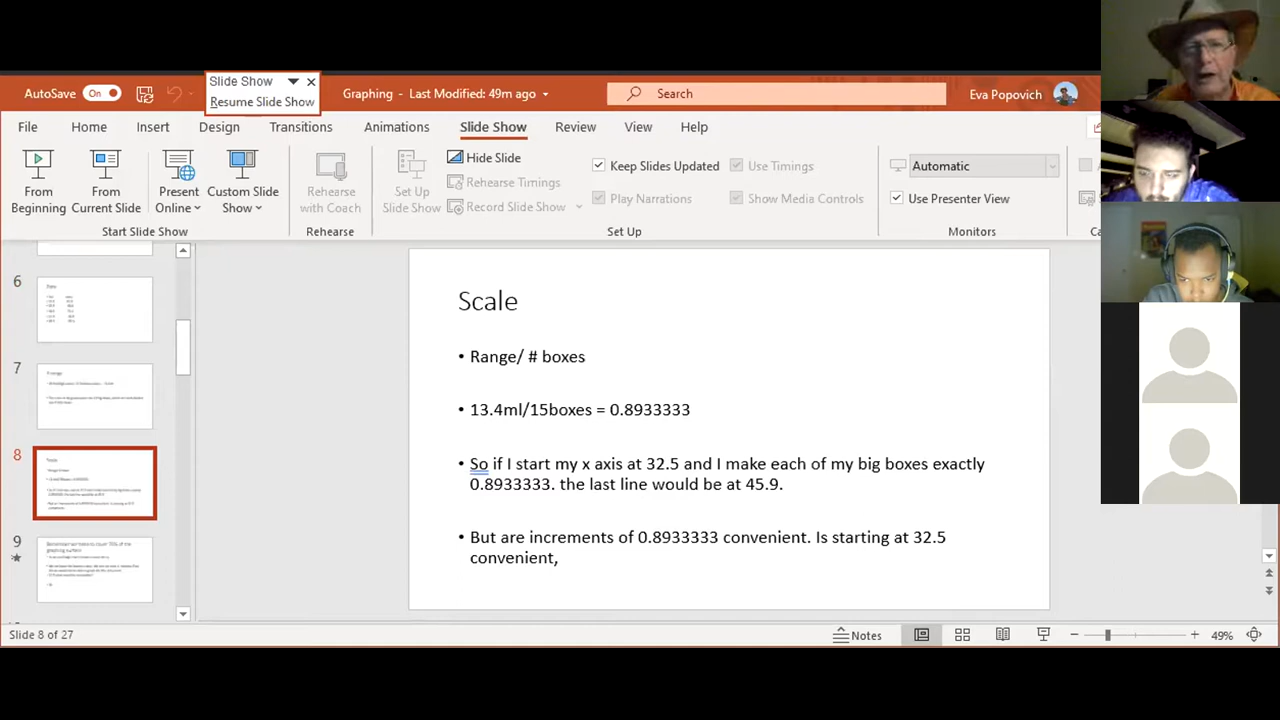 AutoSave On
Slide Show
Resume Slide Show
Graphing - Last Modified: 49m ago
Search
Eva Popovich
File Home Insert Design Transitions Animations Slide Show Review View Help
From Beginning
From Current Slide
Present Online
Custom Slide Show
Start Slide Show
Rehearse with Coach
Rehearse
Set Up Slide Show
Hide Slide
Rehearse Timings
Record Slide Show
Keep Slides Updated
Play Narrations
Use Timings
Show Media Controls
Set Up
Automatic
Use Presenter View
Monitors
6
7
8
9
Scale
• Range/ # boxes
• 13.4ml/15boxes = 0.8933333
• So if I start my x axis at 32.5 and I make each of my big boxes exactly
0.8933333. the last line would be at 45.9.
• But are increments of 0.8933333 convenient. Is starting at 32.5
convenient,
Slide 8 of 27
Notes
49%